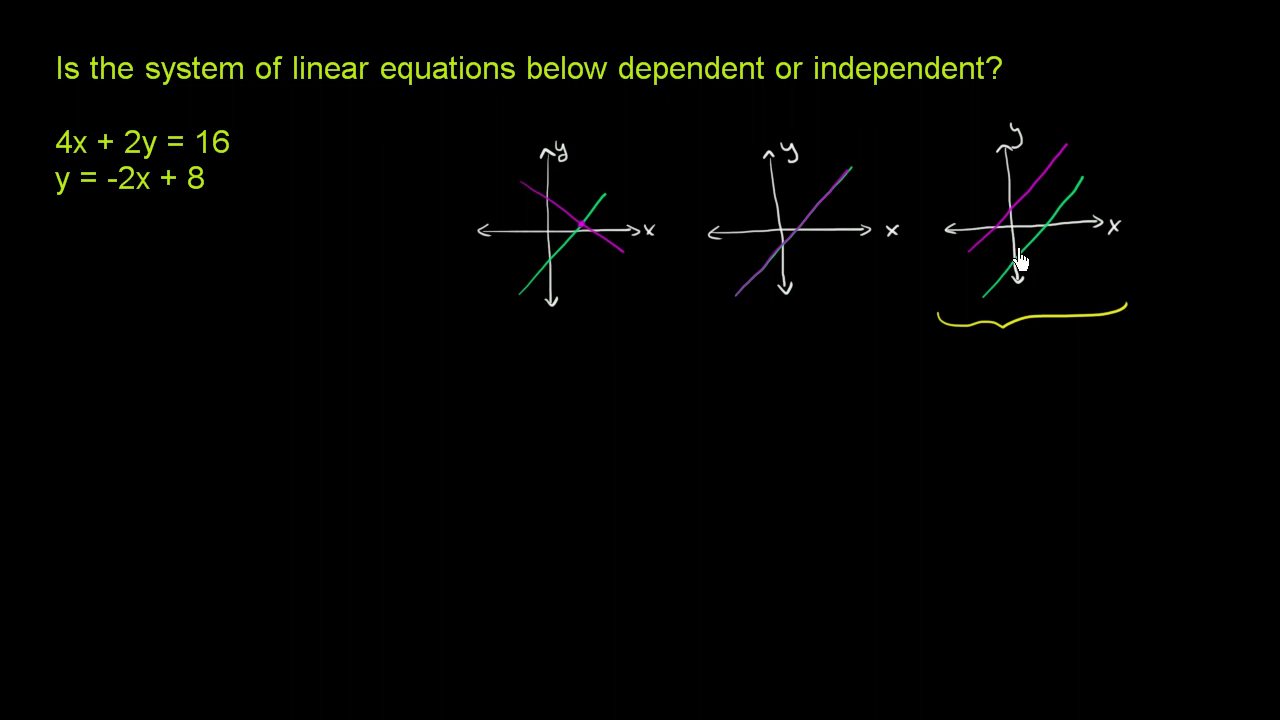 Is the system of linear equations below dependent or independent?
4x + 2y = 16
y = -2x + 8
y
x
y
x
y
x